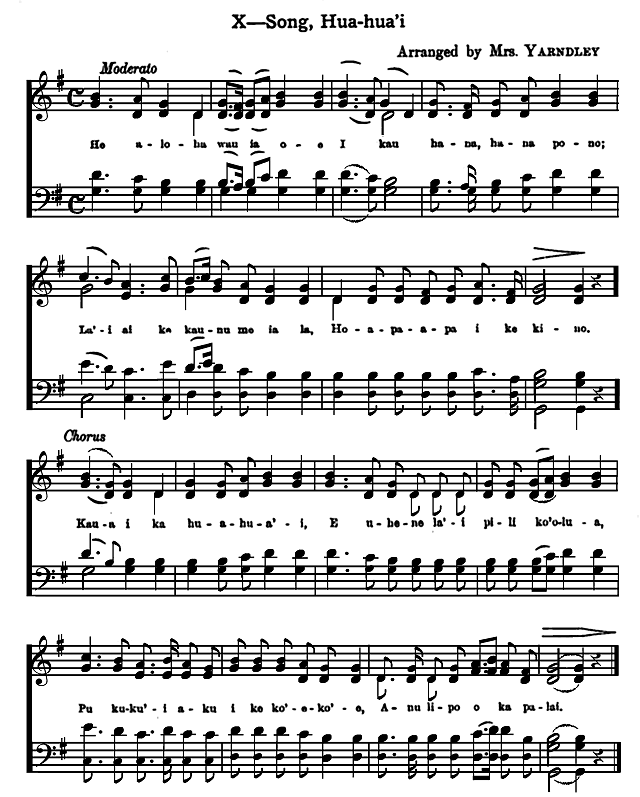 X—Song, Hua-hua'i
Arranged by Mrs. YARNDLEY
Moderato
He a-lo-ha wau ia o-e I kau ha-na, ha-na po-no;
La'-i ai ke kau-nu me ia la, Ho-a-pa-a-pa i ke ki-no.
Chorus
Kau-a i ka hu-a-hu-a'-i, E u-he-ne la'-i pi-li ko'o-lu-a,
Pu ku-ku'-i a-ku i ke ko'-e-ko'-e, A-nu li-po o ka pa-lai.